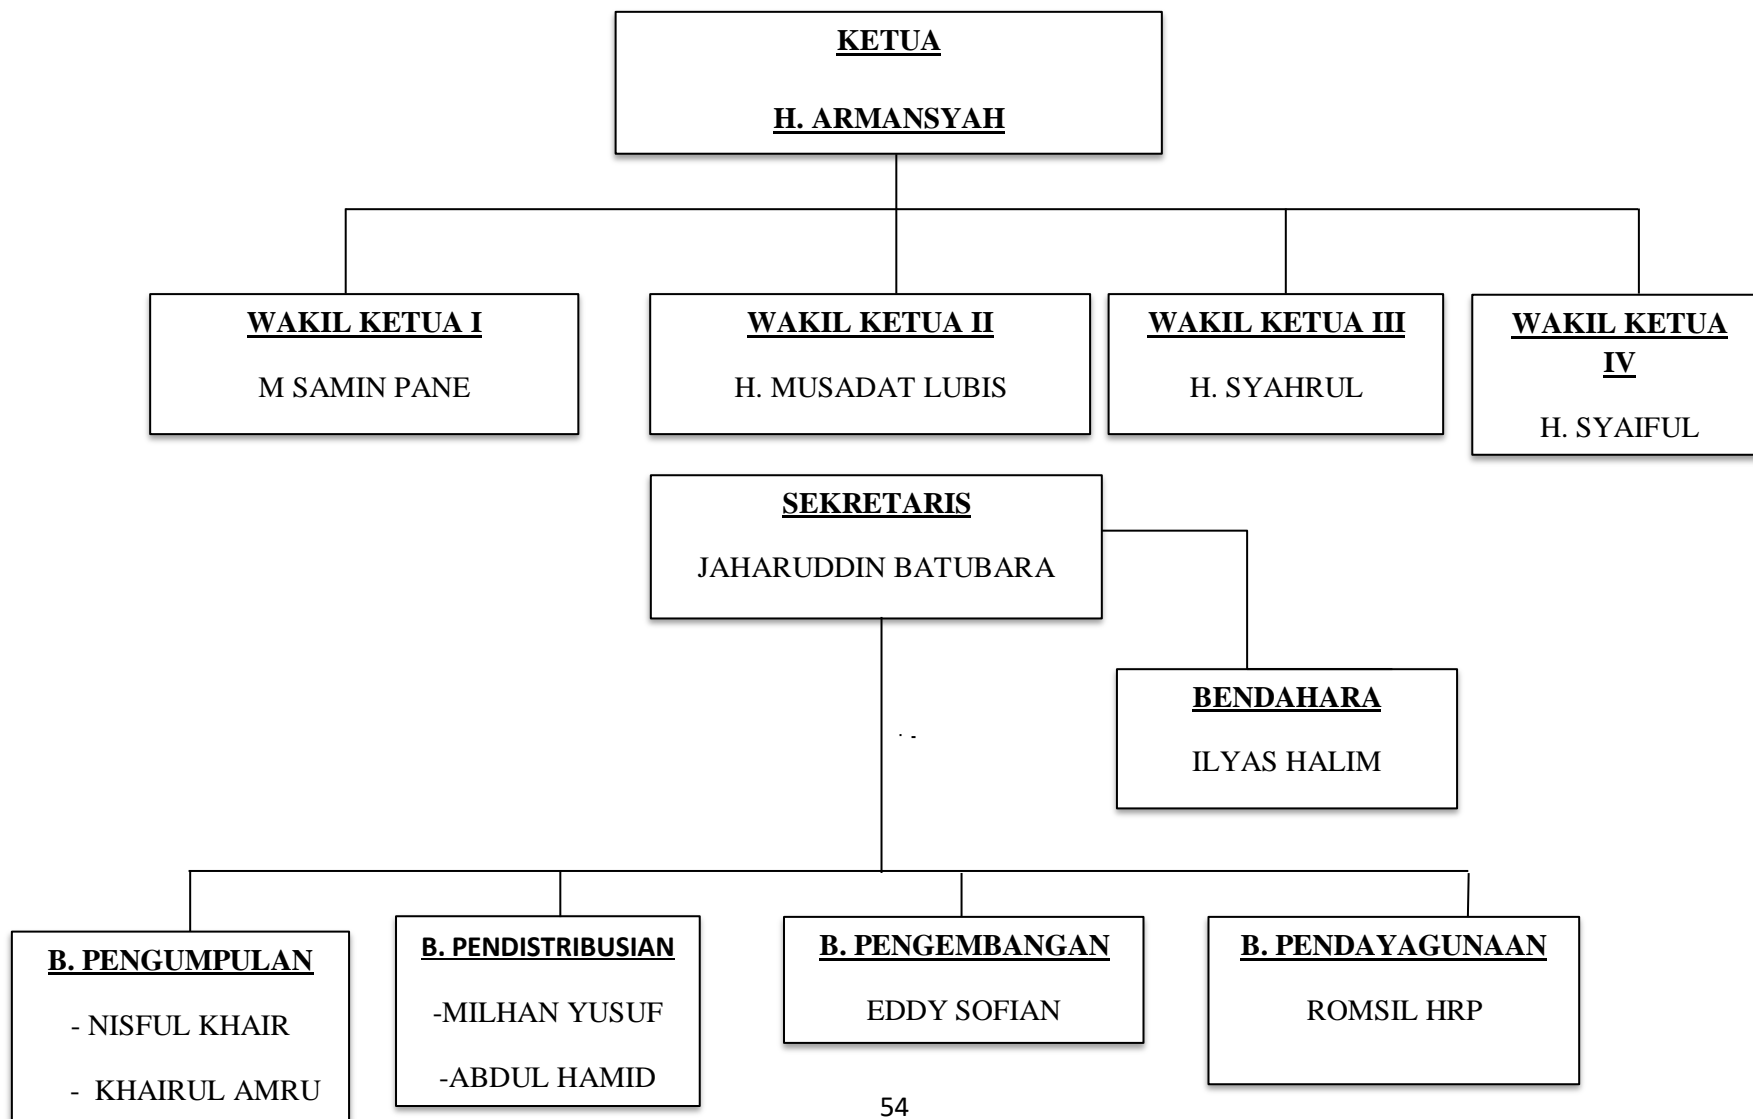 KETUA
H. ARMANSYAH
WAKIL KETUA I
M SAMIN PANE
WAKIL KETUA II
H. MUSADAT LUBIS
WAKIL KETUA III
H. SYAHRUL
WAKIL KETUA
IV
H. SYAIFUL
SEKRETARIS
JAHARUDDIN BATUBARA
BENDAHARA
ILYAS HALIM
B. PENGUMPULAN
- NISFUL KHAIR
- KHAIRUL AMRU
B. PENDISTRIBUSIAN
-MILHAN YUSUF
-ABDUL HAMID
B. PENGEMBANGAN
EDDY SOFIAN
B. PENDAYAGUNAAN
ROMSIL HRP
54